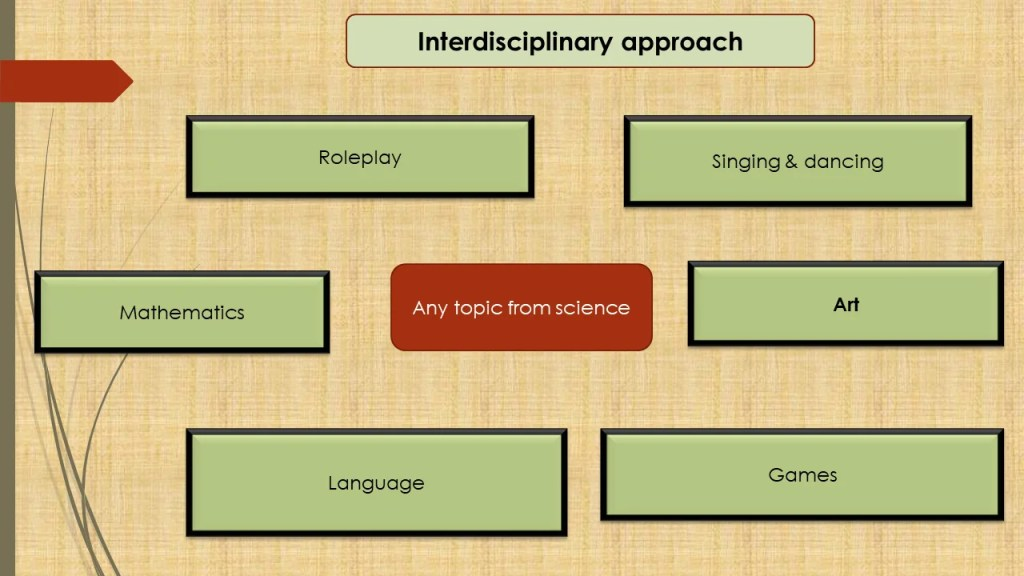 Interdisciplinary approach
Roleplay
Singing & dancing
Mathematics
Any topic from science
Art
Language
Games